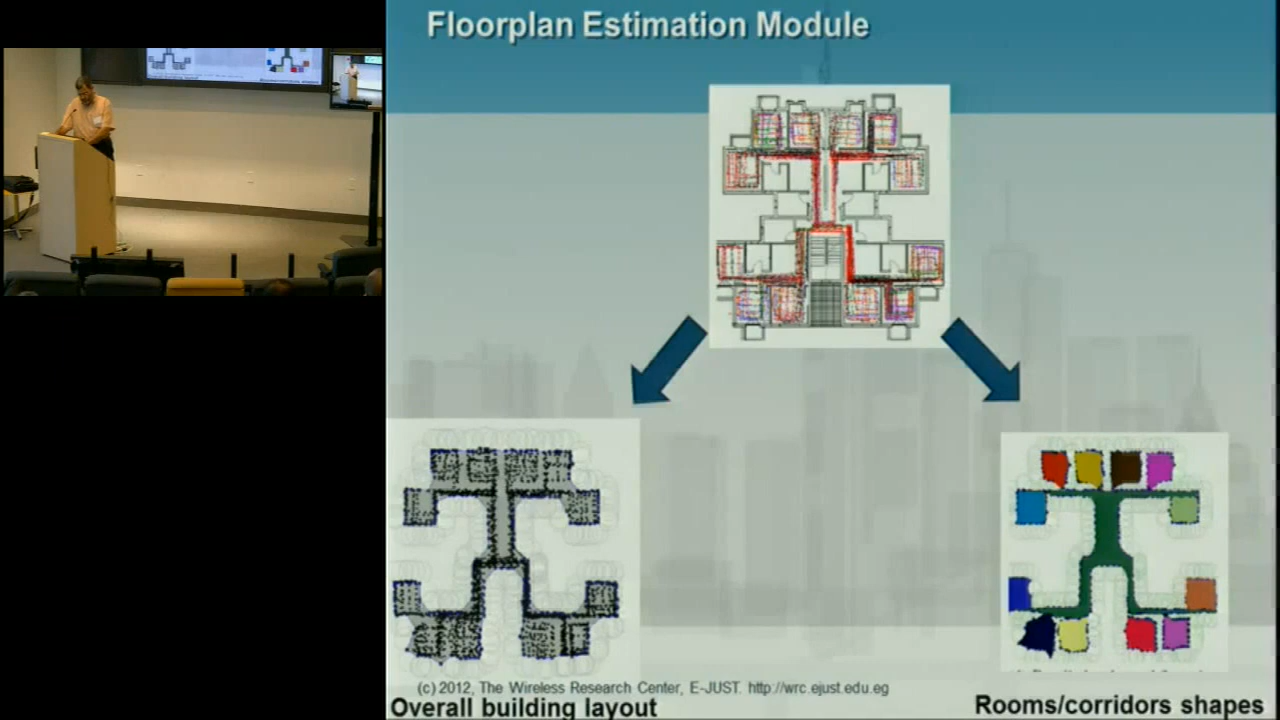 Floorplan Estimation Module
(c) 2012, The Wireless Research Center, E-JUST. http://wrc.ejust.edu.eg
Overall building layout
Rooms/corridors shapes